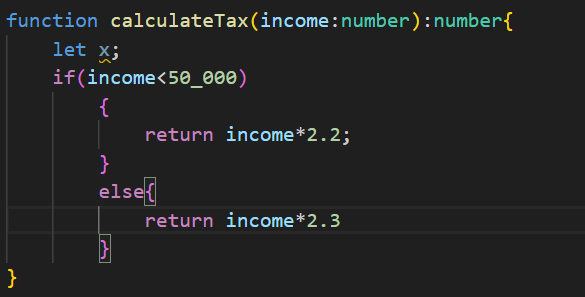 function calculateTax(income:number):number{
    let x;
    if(income<50_000)
        {
            return income*2.2;
        }
        else{
            return income*2.3
        }
}